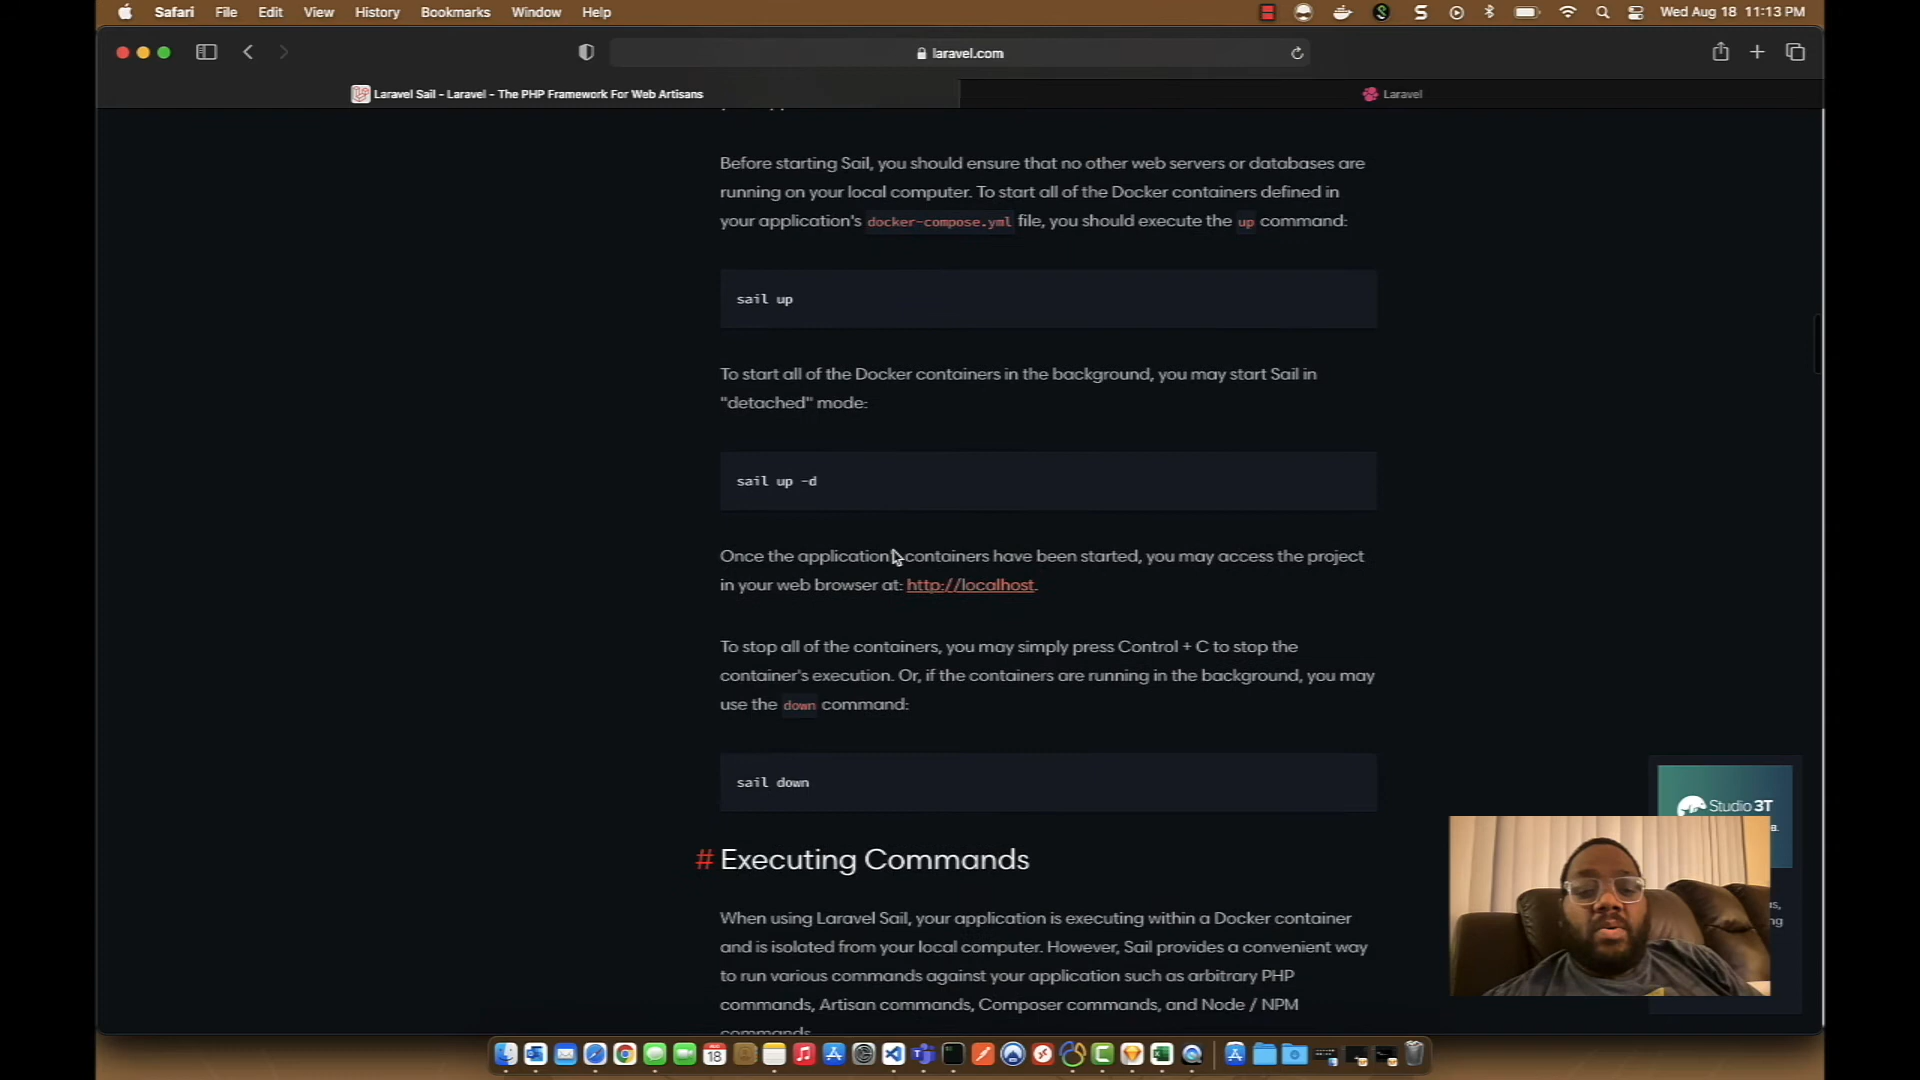 Safari File Edit View History Bookmarks Window Help Wed Aug 18 11:13 PM
laravel.com
Laravel Sail - Laravel - The PHP Framework For Web Artisans
Laravel
Before starting Sail, you should ensure that no other web servers or databases are
running on your local computer. To start all of the Docker containers defined in
your application's docker-compose.yml file, you should execute the up command:
sail up
To start all of the Docker containers in the background, you may start Sail in
"detached" mode:
sail up -d
Once the application containers have been started, you may access the project
in your web browser at: http://localhost.
To stop all of the containers, you may simply press Control + C to stop the
container's execution. Or, if the containers are running in the background, you may
use the down command:
sail down
Studio 3T
# Executing Commands
When using Laravel Sail, your application is executing within a Docker container
and is isolated from your local computer. However, Sail provides a convenient way
to run various commands against your application such as arbitrary PHP
commands, Artisan commands, Composer commands, and Node / NPM
commands
18